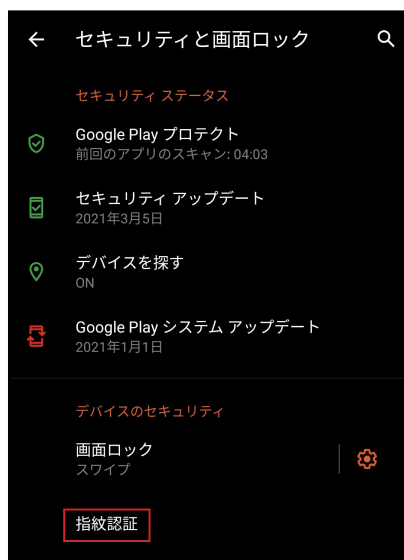 セキュリティと画面ロック
セキュリティ ステータス
Google Play プロテクト
前回のアプリのスキャン: 04:03
セキュリティ アップデート
2021年3月5日
デバイスを探す
ON
Google Play システム アップデート
2021年1月1日
デバイスのセキュリティ
画面ロック
スワイプ
指紋認証